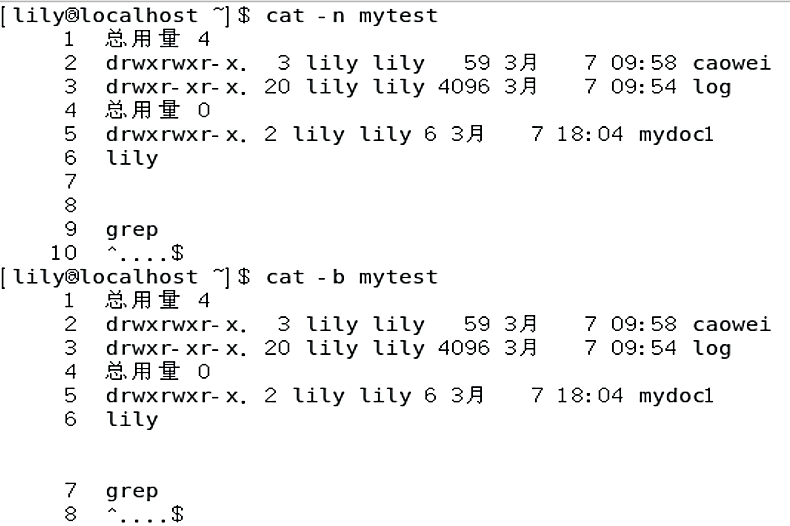 [lily@localhost ~]$ cat -n mytest
     1  总用量 4
     2  drwxrwxr-x.  3 lily lily   59 3月   7 09:58 caowei
     3  drwxr-xr-x. 20 lily lily 4096 3月   7 09:54 log
     4  总用量 0
     5  drwxrwxr-x. 2 lily lily 6 3月   7 18:04 mydoc1
     6  lily
     7
     8
     9  grep
    10  ^....$
[lily@localhost ~]$ cat -b mytest
     1  总用量 4
     2  drwxrwxr-x.  3 lily lily   59 3月   7 09:58 caowei
     3  drwxr-xr-x. 20 lily lily 4096 3月   7 09:54 log
     4  总用量 0
     5  drwxrwxr-x. 2 lily lily 6 3月   7 18:04 mydoc1
     6  lily
     7  grep
     8  ^....$